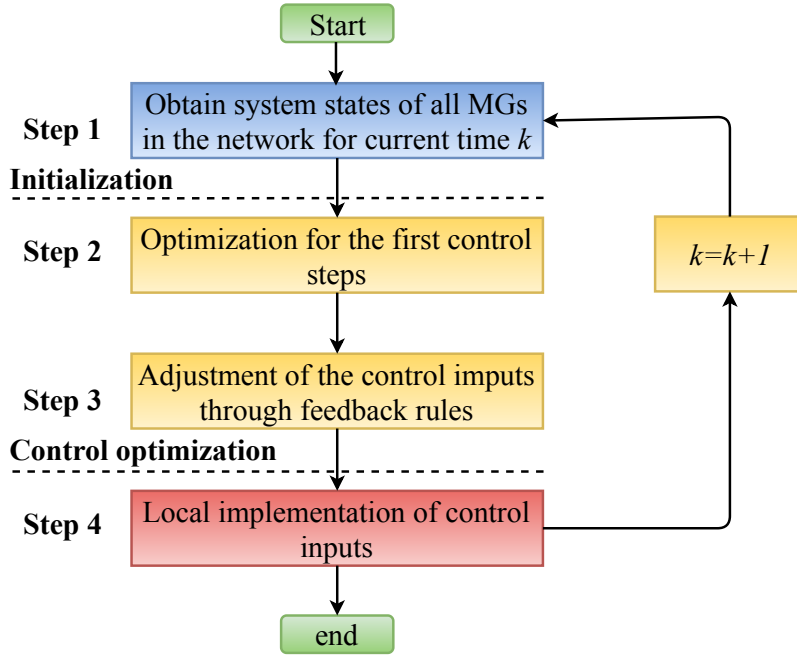 Start
Step 1
Obtain system states of all MGs
in the network for current time k
Initialization
Step 2
Optimization for the first control
steps
k=k+1
Step 3
Adjustment of the control imputs
through feedback rules
Control optimization
Step 4
Local implementation of control
inputs
end